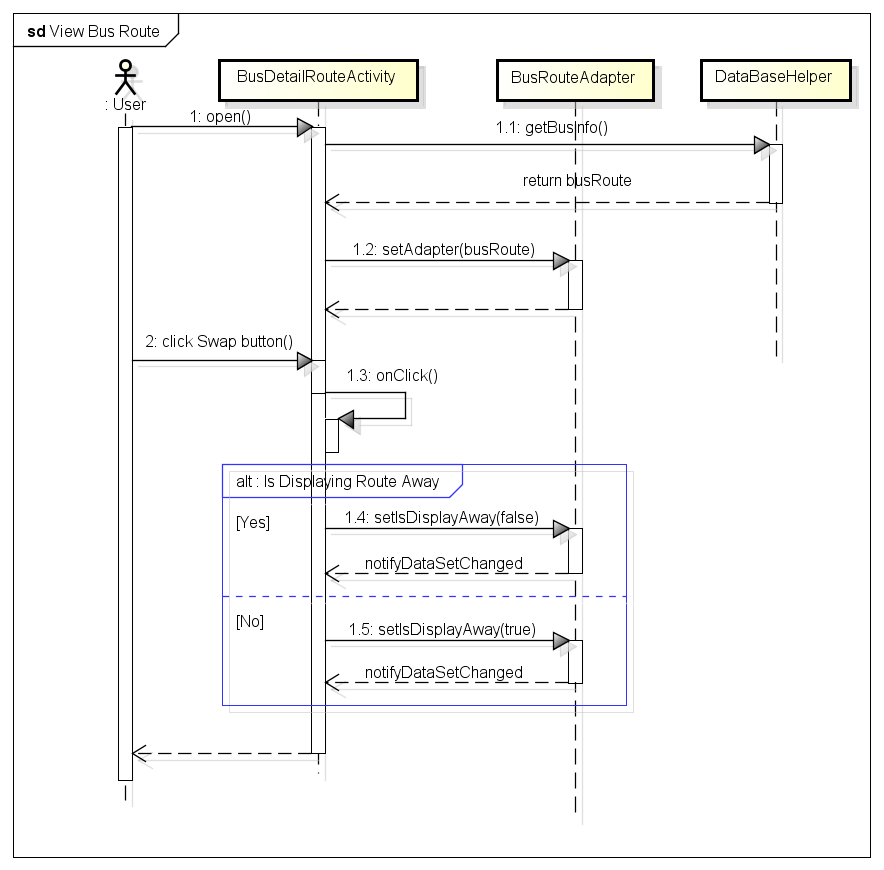 sd View Bus Route
: User
BusDetailRouteActivity
BusRouteAdapter
DataBaseHelper
1: open()
1.1: getBusInfo()
return busRoute
1.2: setAdapter(busRoute)
2: click Swap button()
1.3: onClick()
alt : Is Displaying Route Away
[Yes]
1.4: setIsDisplayAway(false)
notifyDataSetChanged
[No]
1.5: setIsDisplayAway(true)
notifyDataSetChanged